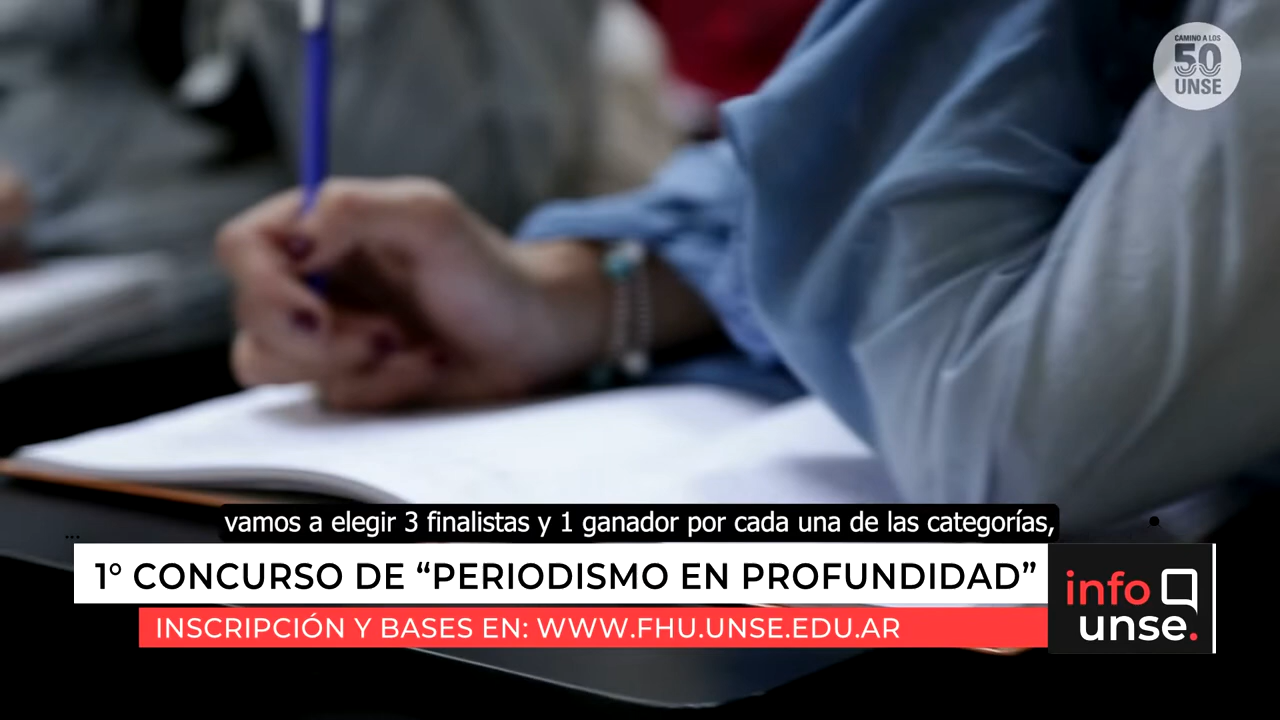 CAMINO A LOS
50
UNSE
vamos a elegir 3 finalistas y 1 ganador por cada una de las categorías,
...
1° CONCURSO DE “PERIODISMO EN PROFUNDIDAD”
INSCRIPCIÓN Y BASES EN: WWW.FHU.UNSE.EDU.AR
info
unse.